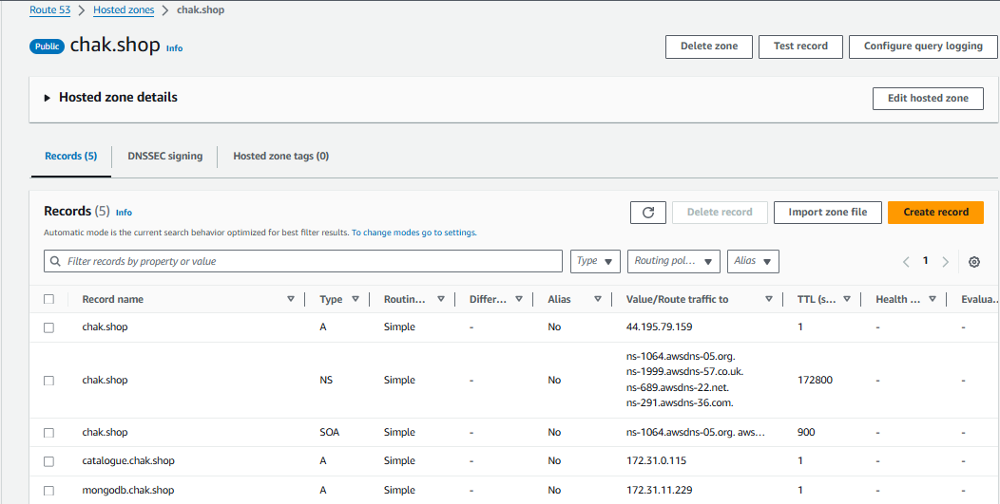 Route 53 > Hosted zones > chak.shop
Public chak.shop Info
Delete zone Test record Configure query logging
Hosted zone details
Edit hosted zone
Records (5) DNSSEC signing Hosted zone tags (0)
Records (5) Info
Delete record Import zone file Create record
Automatic mode is the current search behavior optimized for best filter results. To change modes go to settings.
Filter records by property or value Type Routing pol... Alias 1
Record name Type Routin... Differ... Alias Value/Route traffic to TTL (s... Health ... Evalua...
chak.shop A Simple - No 44.195.79.159 1 - -
chak.shop NS Simple - No ns-1064.awsdns-05.org.
ns-1999.awsdns-57.co.uk.
ns-689.awsdns-22.net.
ns-291.awsdns-36.com. 172800 - -
chak.shop SOA Simple - No ns-1064.awsdns-05.org. aws... 900 - -
catalogue.chak.shop A Simple - No 172.31.0.115 1 - -
mongodb.chak.shop A Simple - No 172.31.11.229 1 - -